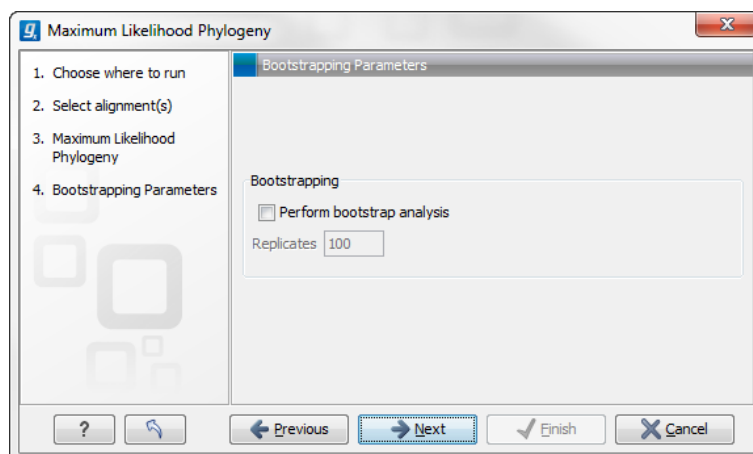 Maximum Likelihood Phylogeny
1. Choose where to run
2. Select alignment(s)
3. Maximum Likelihood
Phylogeny
4. Bootstrapping Parameters
Bootstrapping Parameters
Bootstrapping
Perform bootstrap analysis
Replicates 100
? Previous Next Finish Cancel